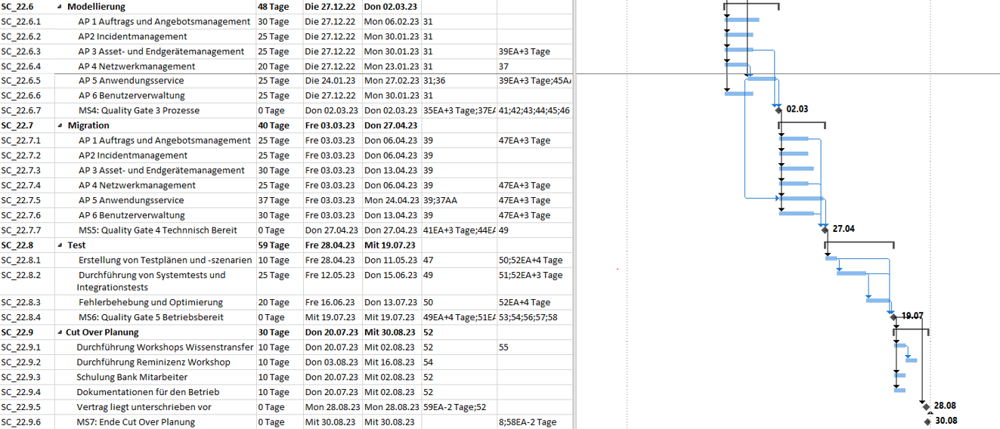 SC_22.6 Modellierung 48 Tage Die 27.12.22 Don 02.03.23
SC_22.6.1 AP 1 Auftrags und Angebotsmanagement 30 Tage Die 27.12.22 Mon 06.02.23 31
SC_22.6.2 AP2 Incidentmanagement 25 Tage Die 27.12.22 Mon 30.01.23 31
SC_22.6.3 AP 3 Asset- und Endgerätemanagement 25 Tage Die 27.12.22 Mon 30.01.23 31 39EA+3 Tage
SC_22.6.4 AP 4 Netzwerkmanagement 20 Tage Die 27.12.22 Mon 23.01.23 31 37
SC_22.6.5 AP 5 Anwendungsservice 25 Tage Die 24.01.23 Mon 27.02.23 31;36 39EA+3 Tage;45AA
SC_22.6.6 AP 6 Benutzerverwaltung 25 Tage Die 27.12.22 Mon 30.01.23 31
SC_22.6.7 MS4: Quality Gate 3 Prozesse 0 Tage Don 02.03.23 Don 02.03.23 35EA+3 Tage;37EA 41;42;43;44;45;46 02.03
SC_22.7 Migration 40 Tage Fre 03.03.23 Don 27.04.23
SC_22.7.1 AP 1 Auftrags und Angebotsmanagement 25 Tage Fre 03.03.23 Don 06.04.23 39 47EA+3 Tage
SC_22.7.2 AP2 Incidentmanagement 25 Tage Fre 03.03.23 Don 06.04.23 39
SC_22.7.3 AP 3 Asset- und Endgerätemanagement 30 Tage Fre 03.03.23 Don 13.04.23 39
SC_22.7.4 AP 4 Netzwerkmanagement 25 Tage Fre 03.03.23 Don 06.04.23 39 47EA+3 Tage
SC_22.7.5 AP 5 Anwendungsservice 37 Tage Fre 03.03.23 Mon 24.04.23 39;37AA 47EA+3 Tage
SC_22.7.6 AP 6 Benutzerverwaltung 30 Tage Fre 03.03.23 Don 13.04.23 39 47EA+3 Tage
SC_22.7.7 MS5: Quality Gate 4 Technnisch Bereit 0 Tage Don 27.04.23 Don 27.04.23 41EA+3 Tage;44EA 49 27.04
SC_22.8 Test 59 Tage Fre 28.04.23 Mit 19.07.23
SC_22.8.1 Erstellung von Testplänen und -szenarien 10 Tage Fre 28.04.23 Don 11.05.23 47 50;52EA+4 Tage
SC_22.8.2 Durchführung von Systemtests und 25 Tage Fre 12.05.23 Don 15.06.23 49 51;52EA+3 Tage
Integrationstests
SC_22.8.3 Fehlerbehebung und Optimierung 20 Tage Fre 16.06.23 Don 13.07.23 50 52EA+4 Tage
SC_22.8.4 MS6: Quality Gate 5 Betriebsbereit 0 Tage Mit 19.07.23 Mit 19.07.23 49EA+4 Tage;51EA 53;54;56;57;58 19.07
SC_22.9 Cut Over Planung 30 Tage Don 20.07.23 Mit 30.08.23 52
SC_22.9.1 Durchführung Workshops Wissenstransfer 10 Tage Don 20.07.23 Mit 02.08.23 52 55
SC_22.9.2 Durchführung Reminizenz Workshop 10 Tage Don 03.08.23 Mit 16.08.23 54
SC_22.9.3 Schulung Bank Mitarbeiter 10 Tage Don 20.07.23 Mit 02.08.23 52
SC_22.9.4 Dokumentationen für den Betrieb 10 Tage Don 20.07.23 Mit 02.08.23 52
SC_22.9.5 Vertrag liegt unterschrieben vor 0 Tage Mon 28.08.23 Mon 28.08.23 59EA-2 Tage;52 28.08
SC_22.9.6 MS7: Ende Cut Over Planung 0 Tage Mit 30.08.23 Mit 30.08.23 8;58EA-2 Tage 30.08